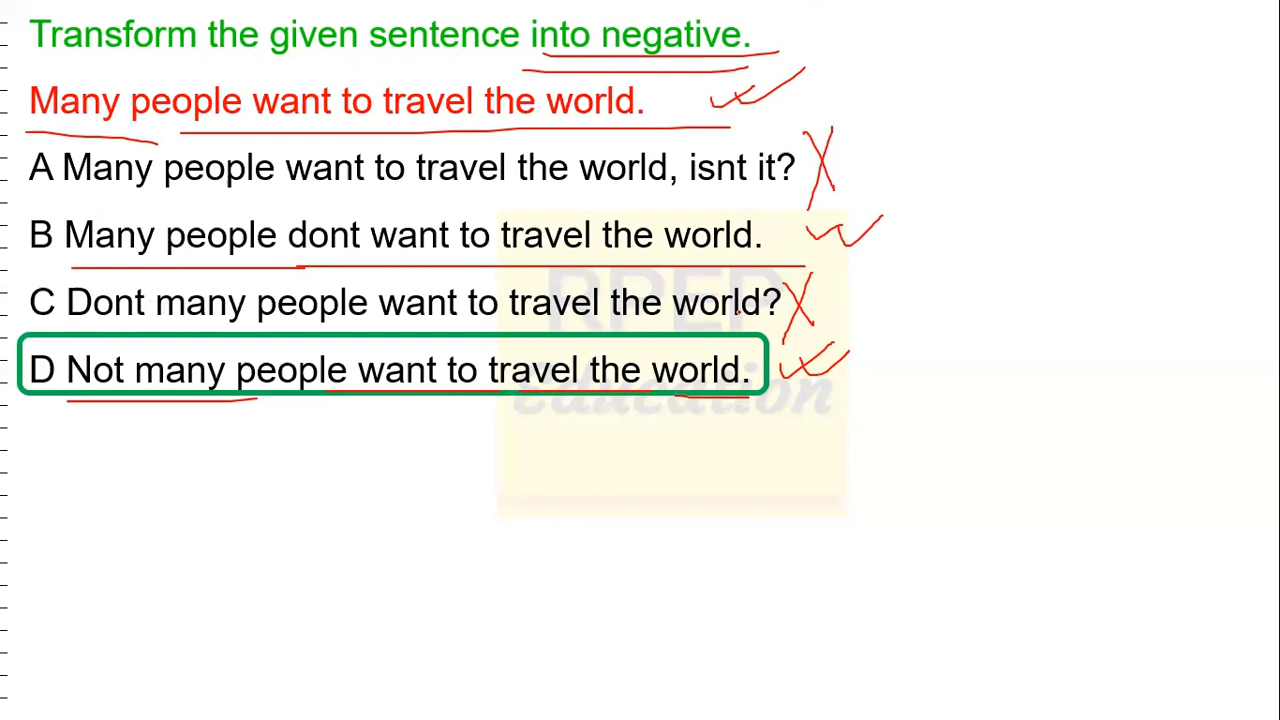 Transform the given sentence into negative.
Many people want to travel the world.
A Many people want to travel the world, isnt it?
B Many people dont want to travel the world.
C Dont many people want to travel the world?
D Not many people want to travel the world.
RPEP
Education